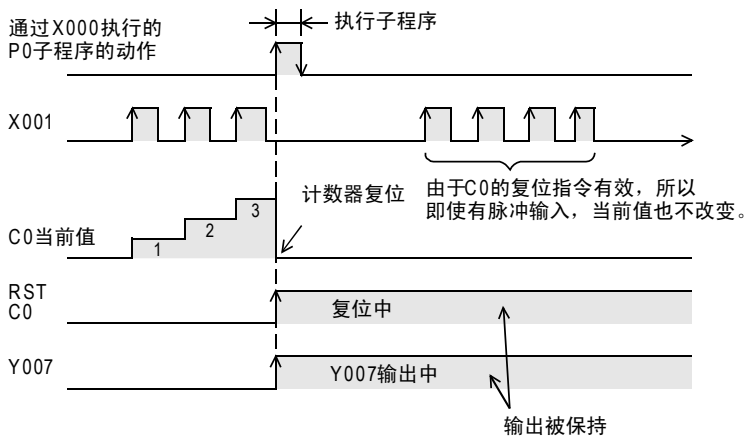 通过X000执行的
P0子程序的动作
执行子程序
X001
由于C0的复位指令有效，所以
即使有脉冲输入，当前值也不改变。
计数器复位
C0当前值
1
2
3
RST
C0
复位中
Y007
Y007输出中
输出被保持